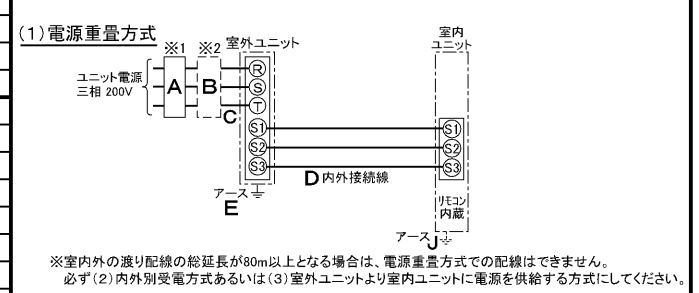 (1)電源重畳方式
※1 ※2 室外ユニット 室内
ユニット
ユニット電源
三相 200V
A B C
R
S
T
S1 S1
S2 S2
S3 S3
D 内外接続線
アース
E
リモコン
内蔵
アース J
※室内外の渡り配線の総延長が80m以上となる場合は、電源重畳方式での配線はできません。
必ず(2)内外別受電方式あるいは(3)室外ユニットより室内ユニットに電源を供給する方式にしてください。